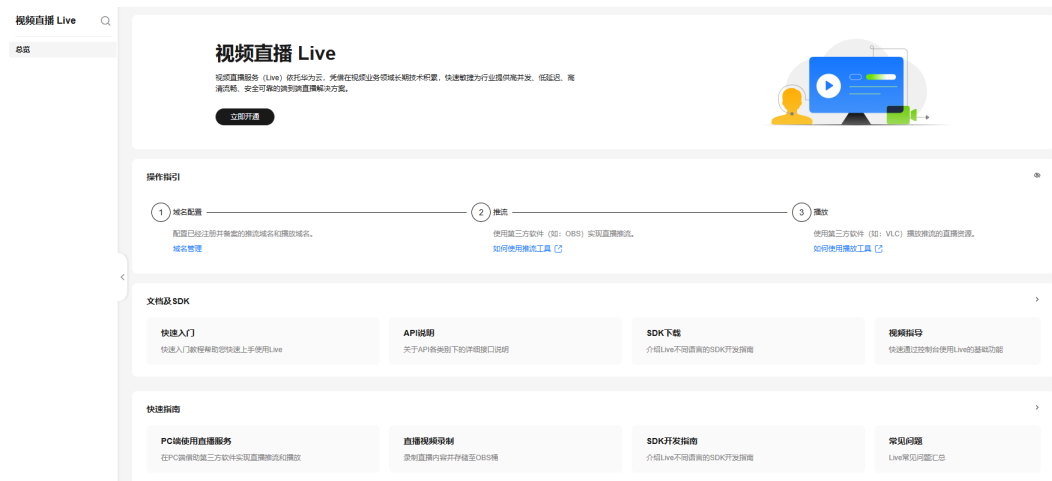 视频直播 Live
总览
视频直播 Live
视频直播服务（Live）依托华为云，凭借在视频业务领域长期技术积累，快速敏捷为行业提供高并发、低延迟、高
清流畅、安全可靠的端到端直播解决方案。
立即开通
操作指引
1 域名配置
配置已经注册并备案的推流域名和播放域名。
域名管理
2 推流
使用第三方软件（如：OBS）实现直播推流。
如何使用推流工具
3 播放
使用第三方软件（如：VLC）播放推流的直播资源。
如何使用播放工具
文档及SDK
快速入门
快速入门教程帮助您快速上手使用Live
API说明
关于API各类别下的详细接口说明
SDK下载
介绍Live不同语言的SDK开发指南
视频指导
快速通过控制台使用Live的基础功能
快速指南
PC端使用直播服务
在PC端借助第三方软件实现直播推流和播放
直播视频录制
录制直播内容并存储至OBS桶
SDK开发指南
介绍Live不同语言的SDK开发指南
常见问题
Live常见问题汇总